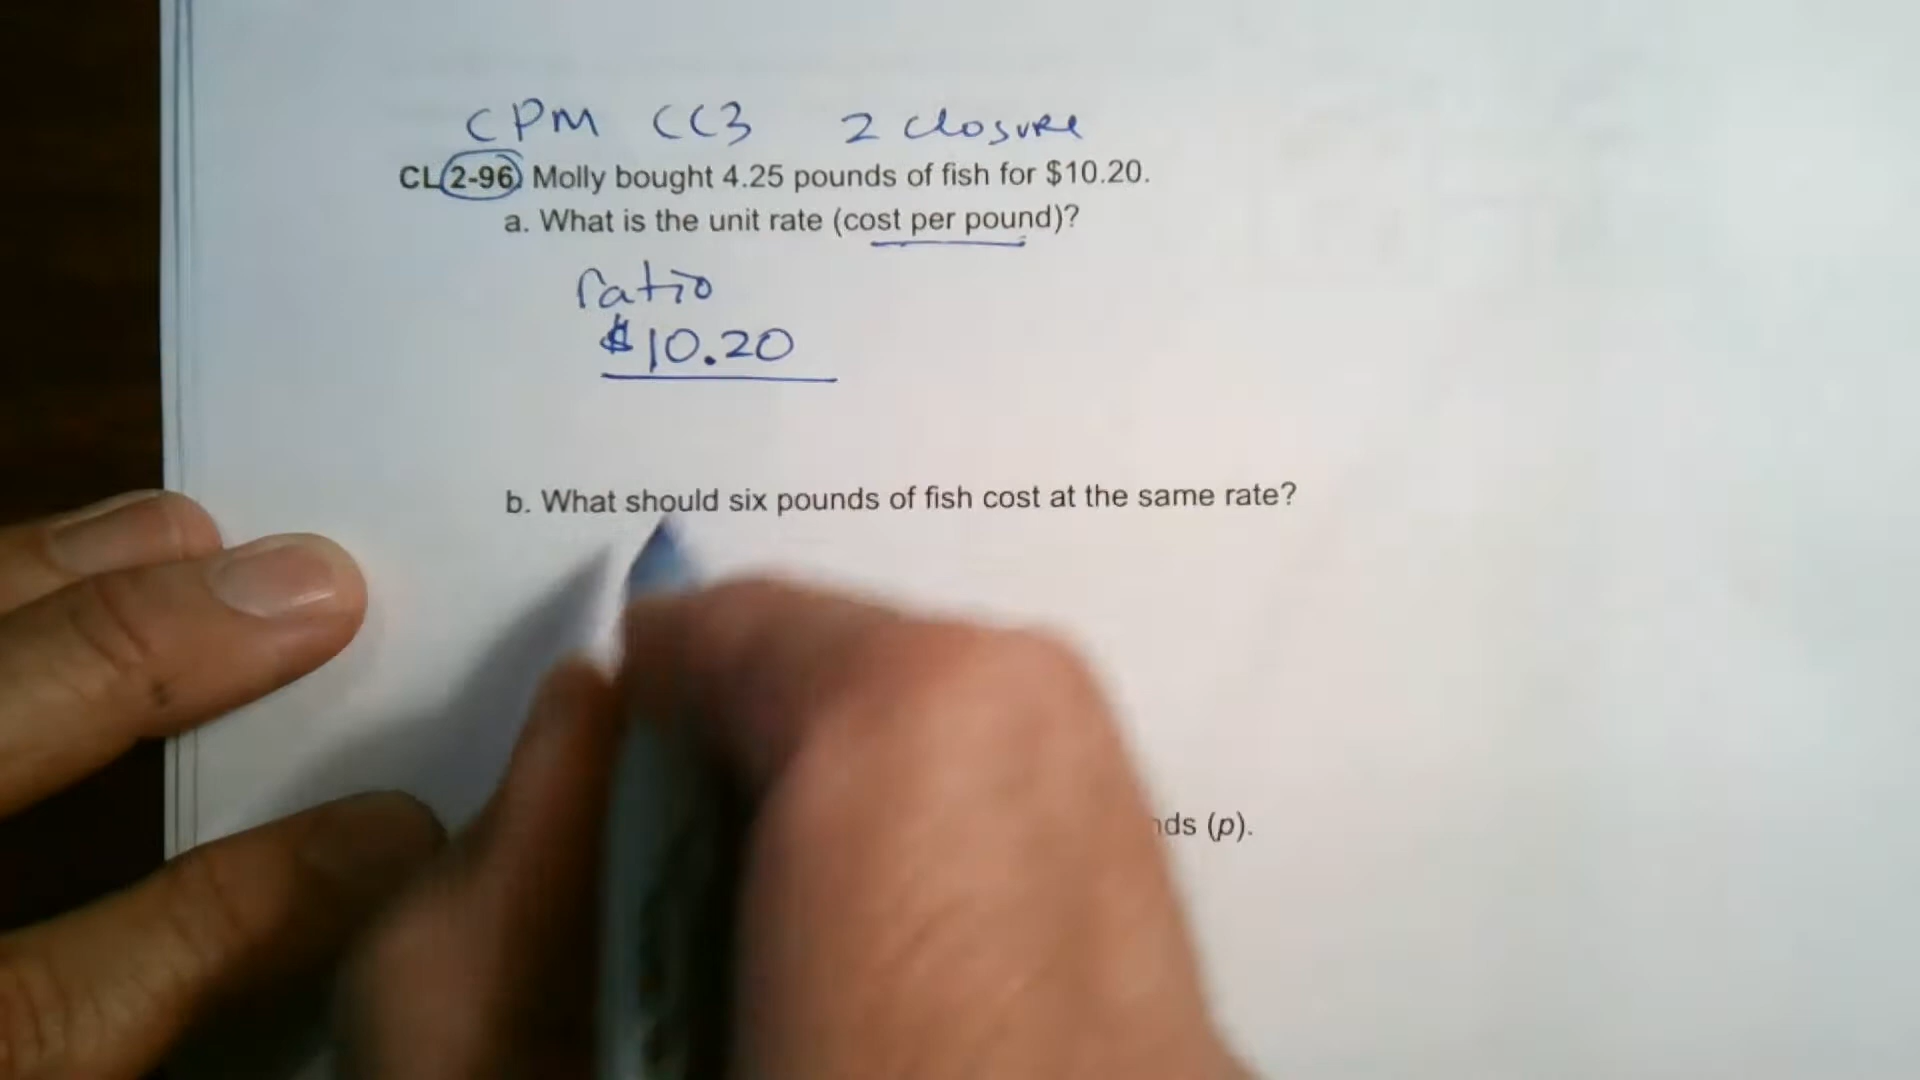 CPM CC3 2 closure
CL 2-96. Molly bought 4.25 pounds of fish for $10.20.
a. What is the unit rate (cost per pound)?
ratio
$10.20
b. What should six pounds of fish cost at the same rate?
(p).